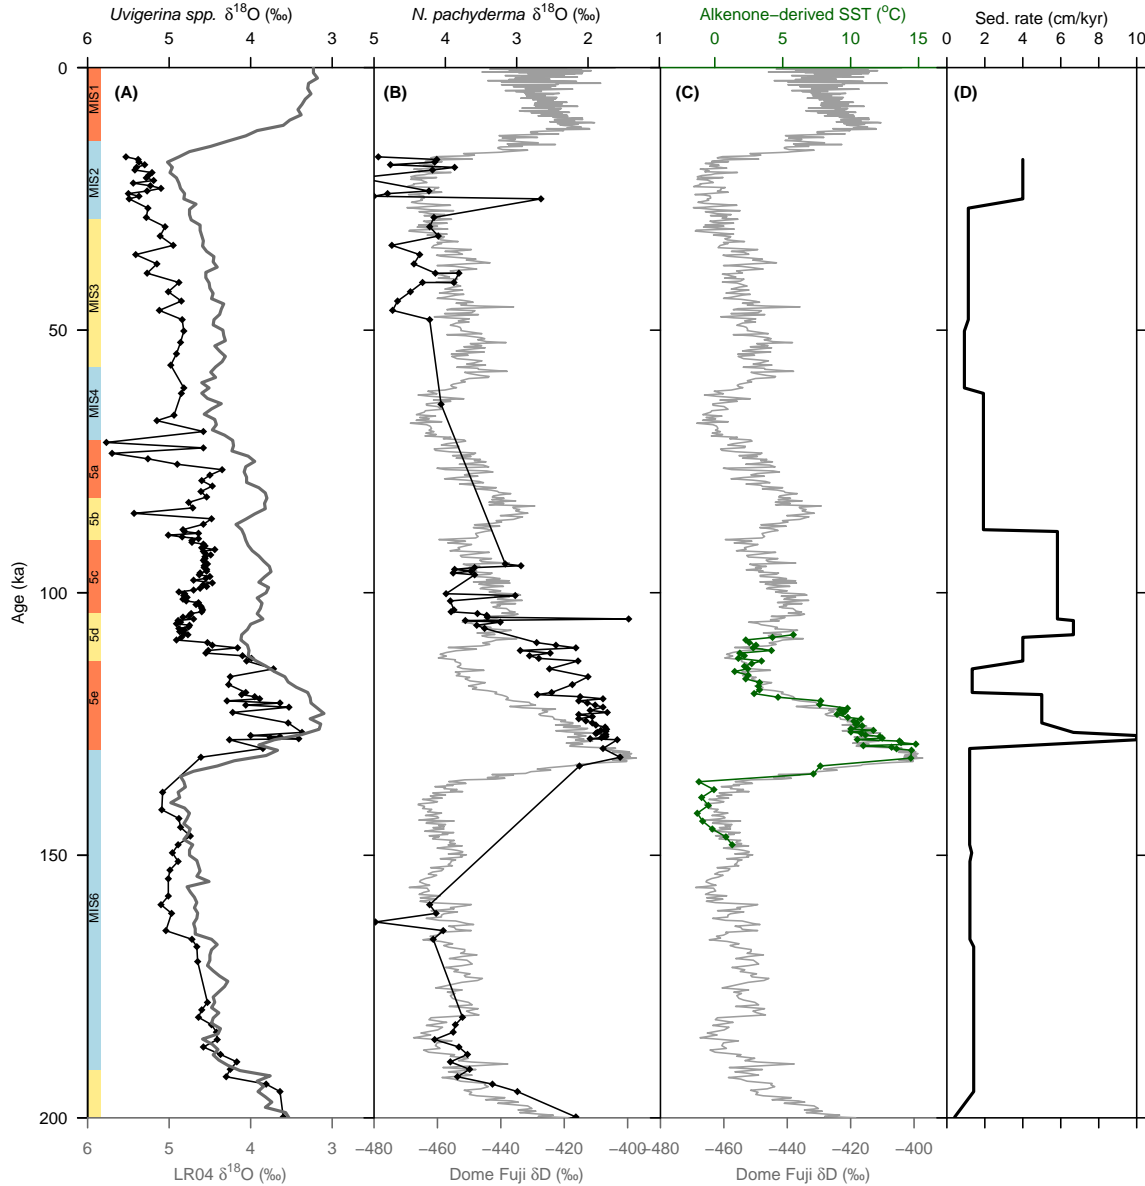 Uvigerina spp. δ18O (‰)
N. pachyderma δ18O (‰)
Alkenone−derived SST (oC)
Sed. rate (cm/kyr)
6 5 4 3
5 4 3 2
−4 0 5 10 15
0 2 4 6 8 10
(A)
(B)
(C)
(D)
0
50
100
150
200
Age (ka)
MIS1
MIS2
MIS3
MIS4
5a
5b
5c
5d
5e
MIS6
6 5 4 3
−480 −460 −440 −420 −400
−480 −460 −440 −420 −400
LR04 δ18O (‰)
Dome Fuji δD (‰)
Dome Fuji δD (‰)